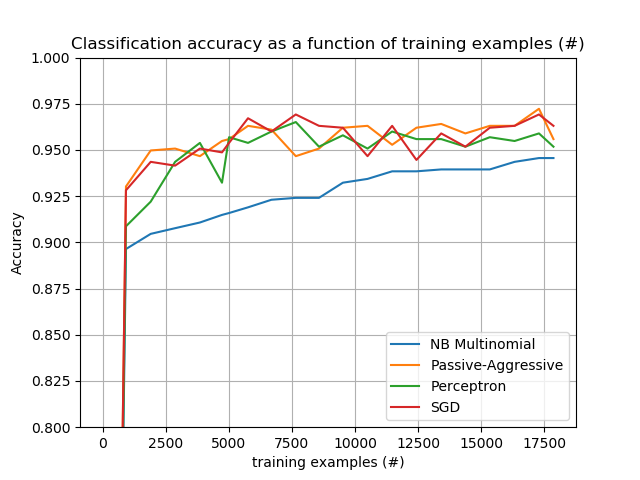 Classification accuracy as a function of training examples (#)
1.000
0.975
0.950
0.925
0.900
0.875
0.850
0.825
0.800
Accuracy
NB Multinomial
Passive-Aggressive
Perceptron
SGD
0 2500 5000 7500 10000 12500 15000 17500
training examples (#)